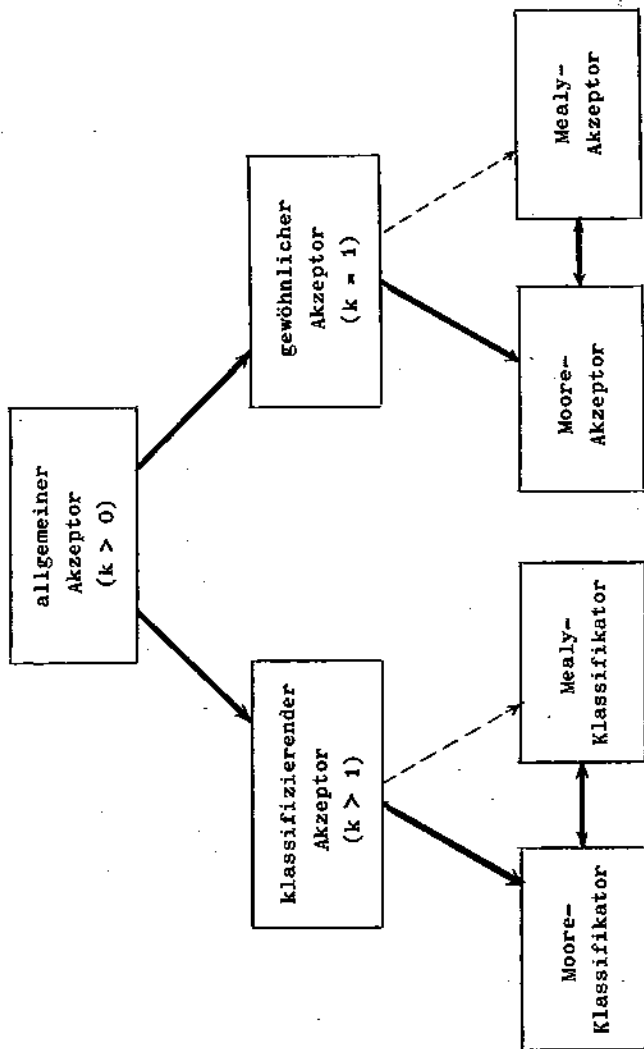 allgemeiner
Akzeptor
(k > 0)
klassifizierender
Akzeptor
(k > 1)
gewöhnlicher
Akzeptor
(k = 1)
Moore-
Klassifikator
Mealy-
Klassifikator
Moore-
Akzeptor
Mealy-
Akzeptor